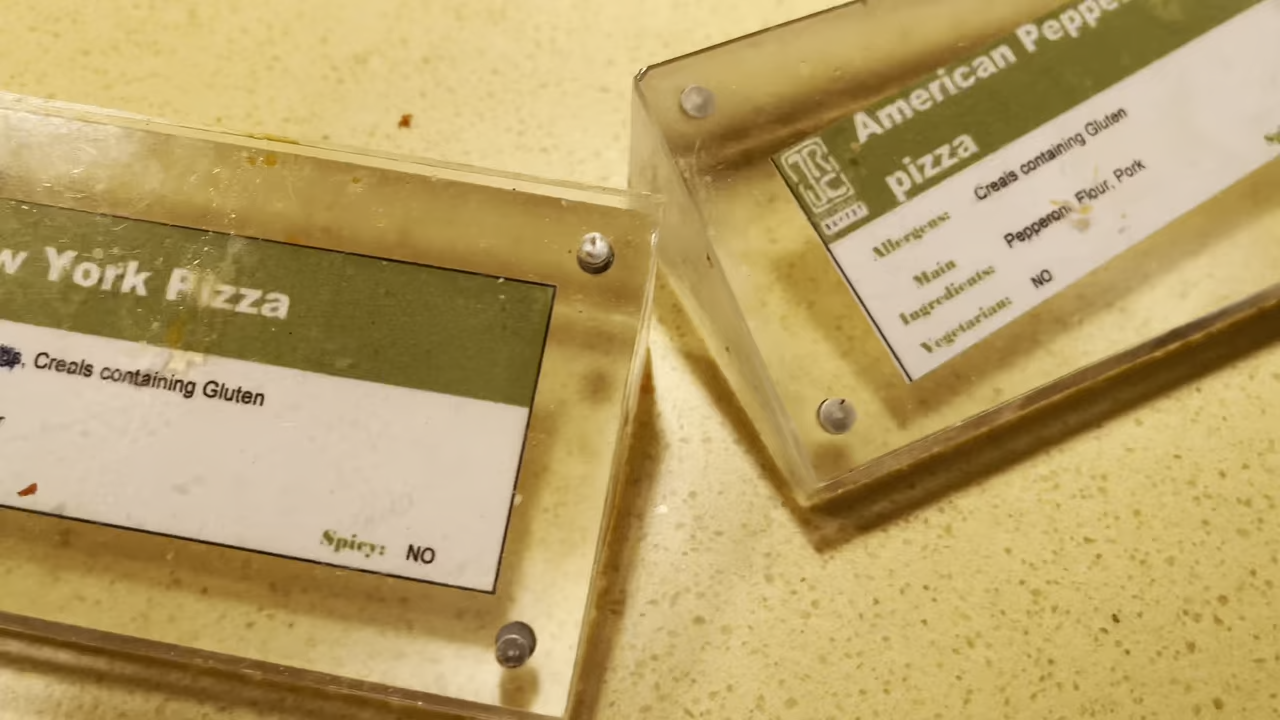 York Pizza
Creals containing Gluten
Spicy: NO
American
pizza
Allergens: Creals containing Gluten
Main
Ingredients: Pepperoni, Flour, Pork
Vegetarian: NO